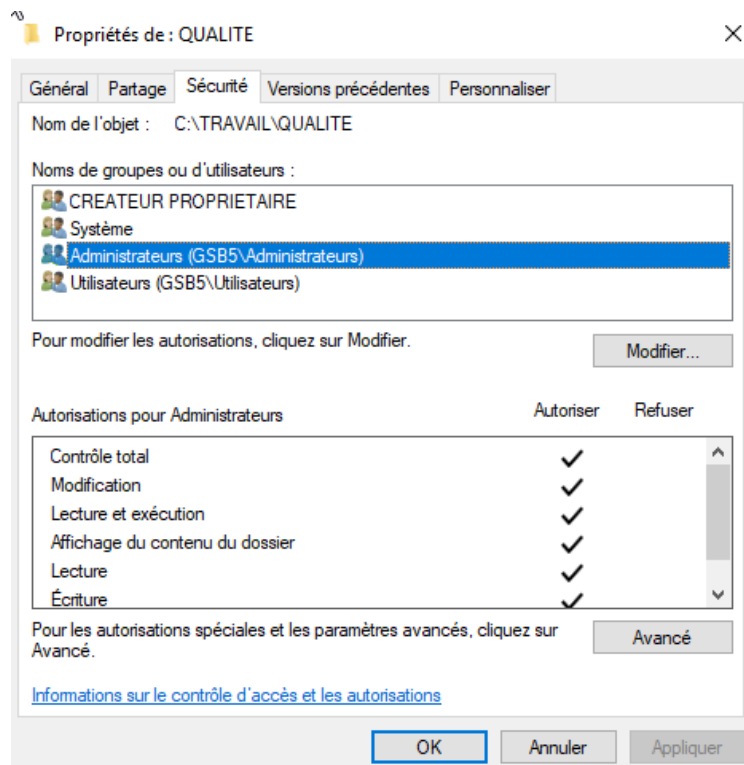 Propriétés de : QUALITE
Général Partage Sécurité Versions précédentes Personnaliser
Nom de l'objet : C:\TRAVAIL\QUALITE
Noms de groupes ou d'utilisateurs :
CREATEUR PROPRIETAIRE
Système
Administrateurs (GSB5\Administrateurs)
Utilisateurs (GSB5\Utilisateurs)
Pour modifier les autorisations, cliquez sur Modifier.
Modifier...
Autorisations pour Administrateurs Autoriser Refuser
Contrôle total
Modification
Lecture et exécution
Affichage du contenu du dossier
Lecture
Écriture
Pour les autorisations spéciales et les paramètres avancés, cliquez sur
Avancé.
Avancé
Informations sur le contrôle d'accès et les autorisations
OK Annuler Appliquer